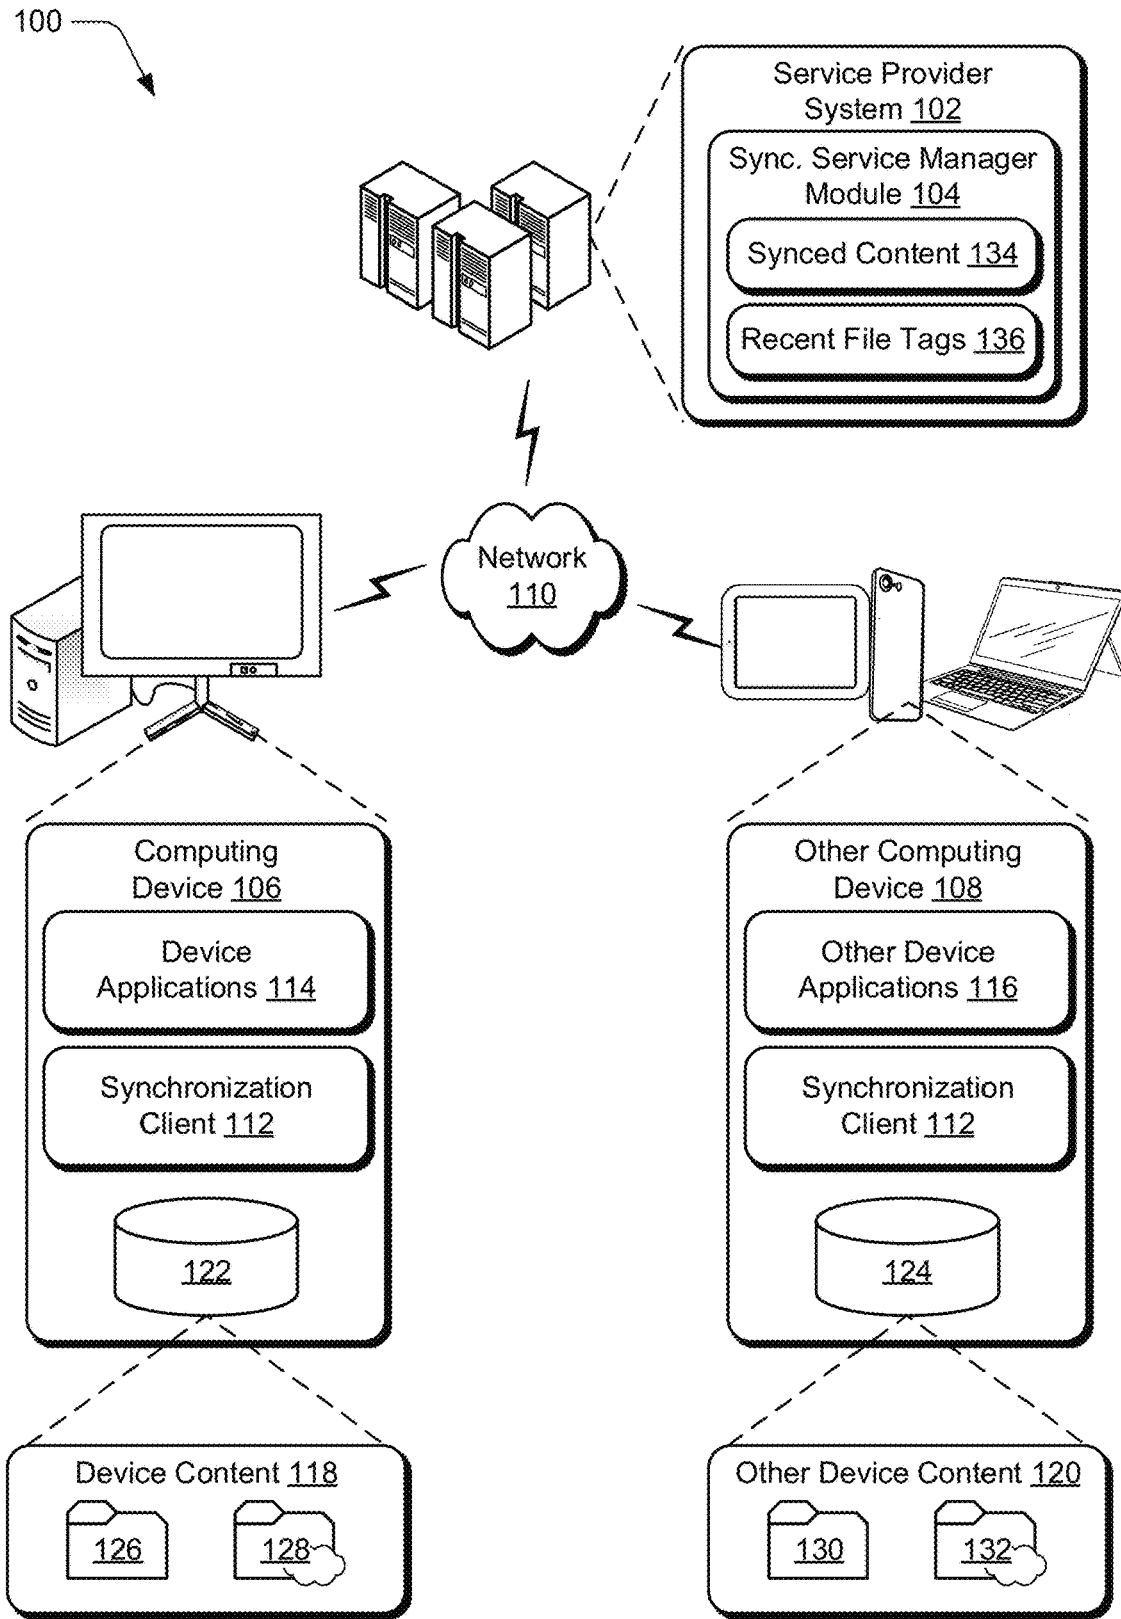 100
Service Provider
System 102
Sync. Service Manager
Module 104
Synced Content 134
Recent File Tags 136
Network
110
Computing
Device 106
Device
Applications 114
Synchronization
Client 112
122
Device Content 118
126
128
Other Computing
Device 108
Other Device
Applications 116
Synchronization
Client 112
124
Other Device Content 120
130
132